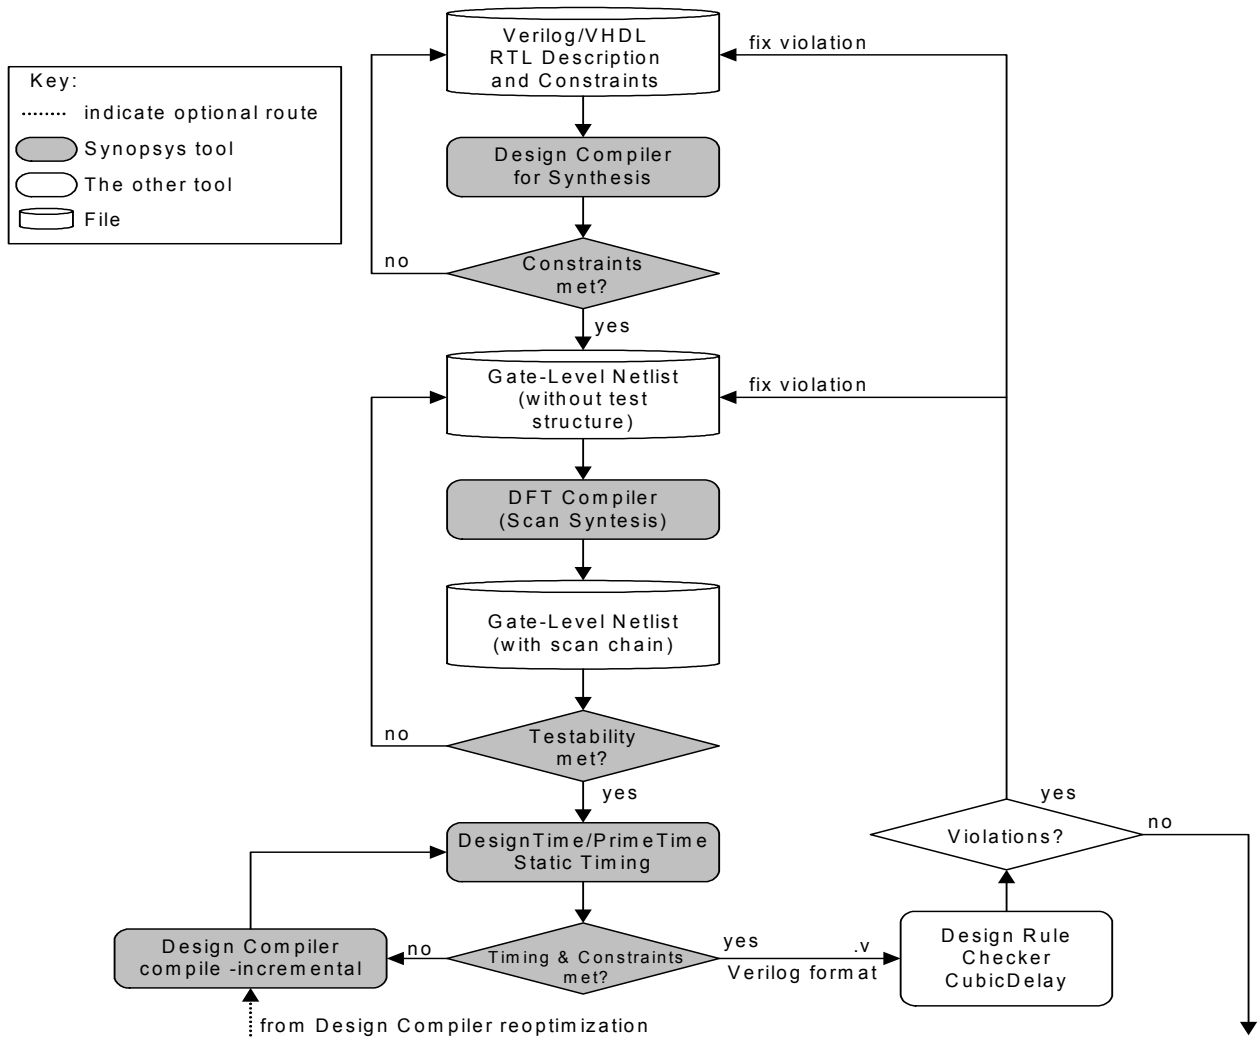 Verilog/VHDL
RTL Description
and Constraints
fix violation
Key:
indicate optional route
Synopsys tool
The other tool
File
Design Compiler
for Synthesis
Constraints
met?
no
yes
Gate-Level Netlist
(without test
structure)
fix violation
DFT Compiler
(Scan Syntesis)
Gate-Level Netlist
(with scan chain)
Testability
met?
no
yes
DesignTime/PrimeTime
Static Timing
yes
Violations?
no
Design Compiler
compile -incremental
no
Timing & Constraints
met?
yes
.v
Verilog format
Design Rule
Checker
CubicDelay
from Design Compiler reoptimization